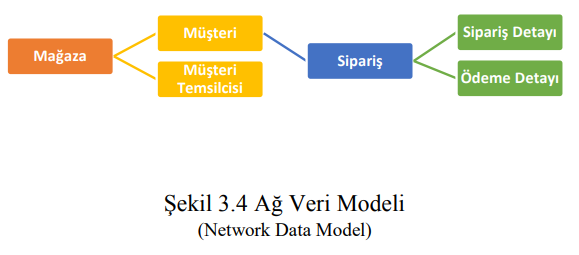 Mağaza
Müşteri
Müşteri
Temsilcisi
Sipariş
Sipariş Detayı
Ödeme Detayı
Şekil 3.4 Ağ Veri Modeli
(Network Data Model)